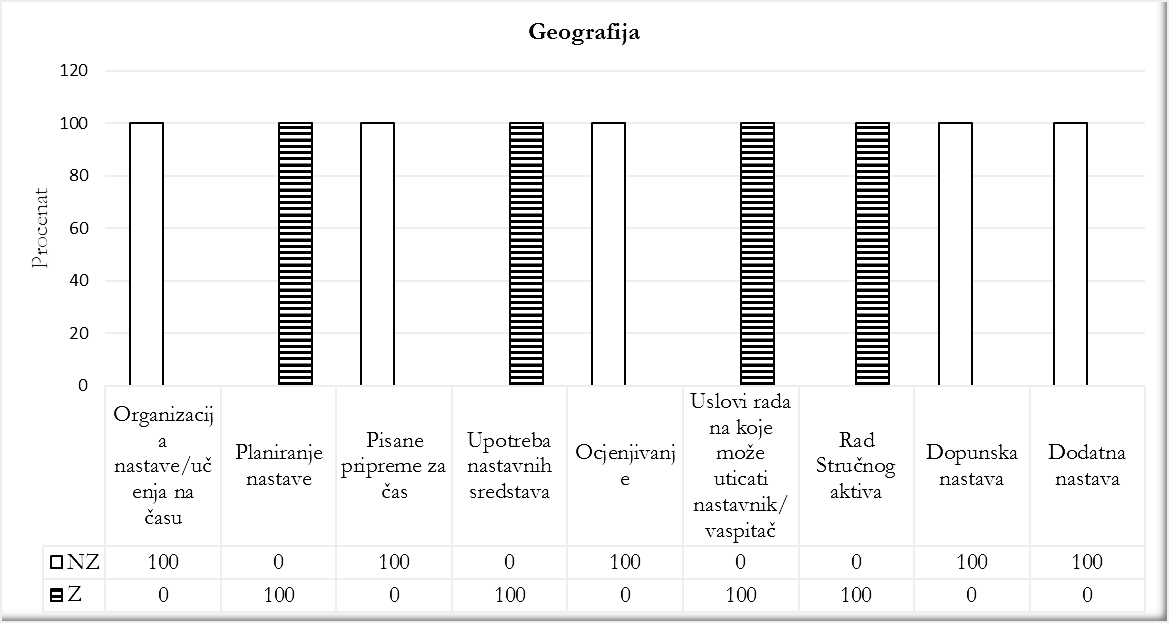 Geografija
120
100
80
60
40
20
0
Procenat
Organizacij
a
nastave/uč
enja na
času
Planiranje
nastave
Pisane
pripreme za
čas
Upotreba
nastavnih
sredstava
Ocjenjivanj
e
Uslovi rada
na koje
može
uticati
nastavnik/
vaspitač
Rad
Stručnog
aktiva
Dopunska
nastava
Dodatna
nastava
NZ 100 0 100 0 100 0 0 100 100
Z 0 100 0 100 0 100 100 0 0